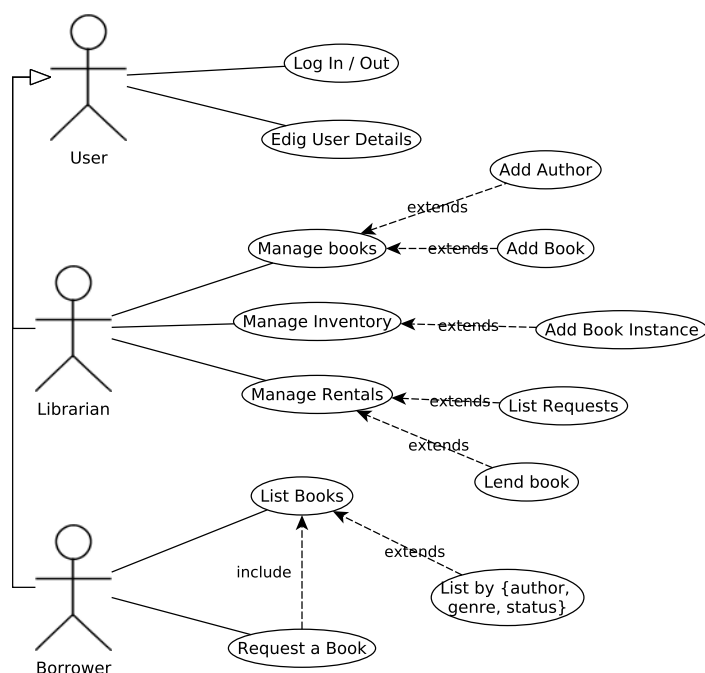 Log In / Out
Edig User Details
User
Add Author
extends
Manage books
extends
Add Book
Manage Inventory
extends
Add Book Instance
Manage Rentals
extends
List Requests
Librarian
extends
Lend book
List Books
extends
include
List by {author,
genre, status}
Request a Book
Borrower